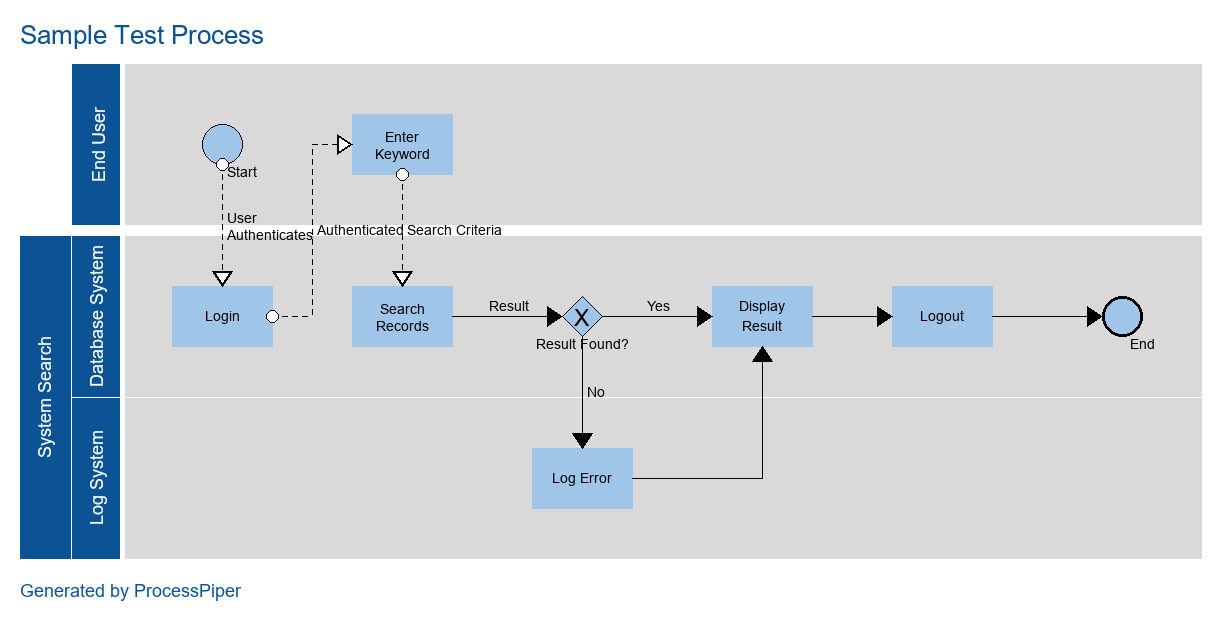 Sample Test Process
End User
Start
Enter
Keyword
User
Authenticates
Authenticated
Search Criteria
System Search
Database System
Login
Search
Records
Result
X
Result Found?
Yes
Display
Result
Logout
End
No
Log System
Log Error
Generated by ProcessPiper